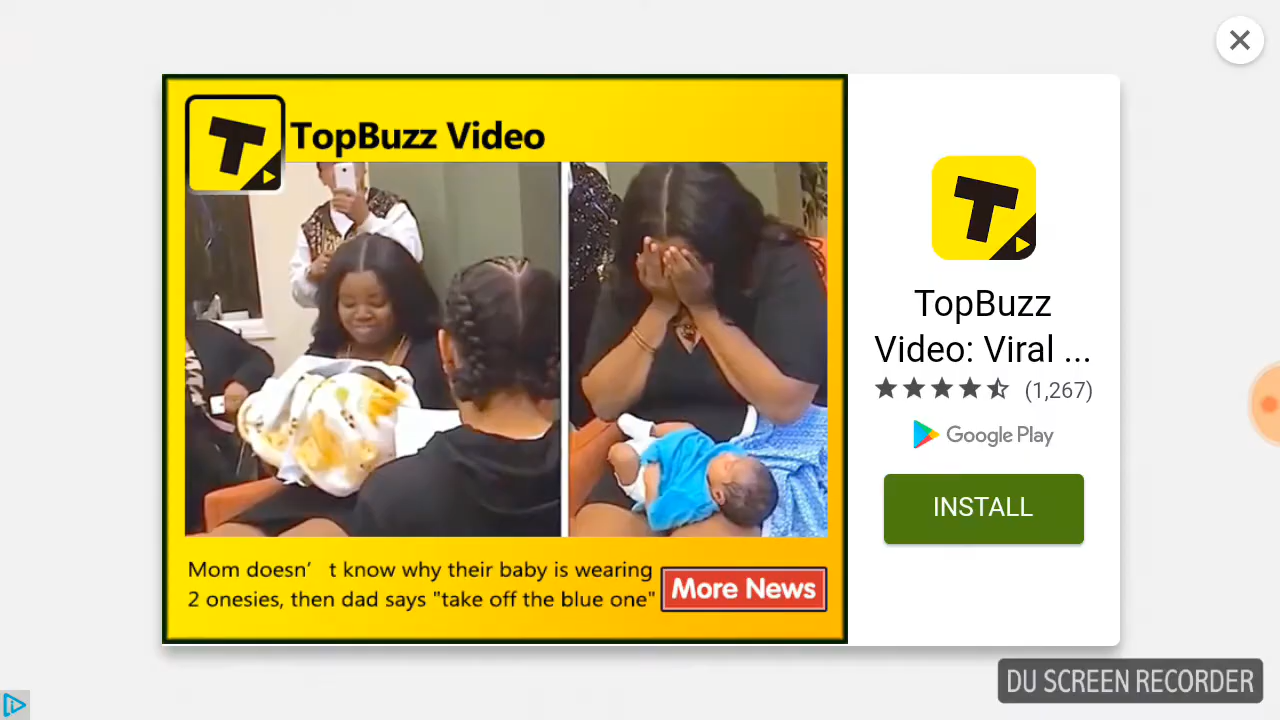 TopBuzz Video
Mom doesn’ t know why their baby is wearing
2 onesies, then dad says "take off the blue one"
More News
TopBuzz
Video: Viral ...
(1,267)
Google Play
INSTALL
DU SCREEN RECORDER